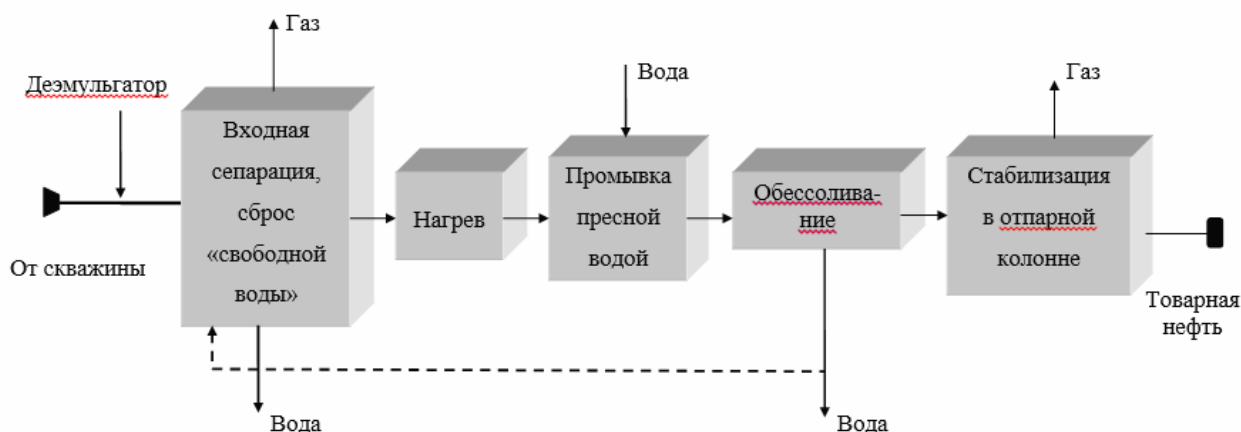 Газ
Деэмульгатор
Вода
Газ
Входная
сепарация,
сброс
«свободной
воды»
Нагрев
Промывка
пресной
водой
Обессолива-
ние
Стабилизация
в отпарной
колонне
От скважины
Товарная
нефть
Вода
Вода